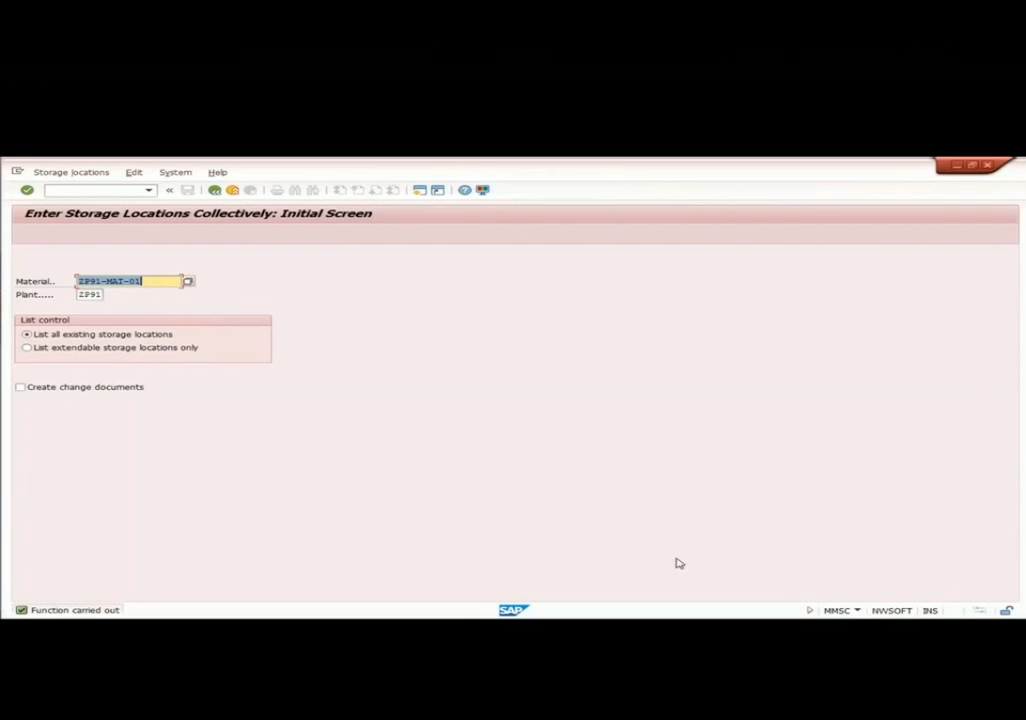 Storage locations Edit System Help
«
Enter Storage Locations Collectively: Initial Screen
Material.. ZP91-MAT-01
Plant..... ZP91
List control
List all existing storage locations
List extendable storage locations only
Create change documents
Function carried out SAP MMSC NWSOFT INS